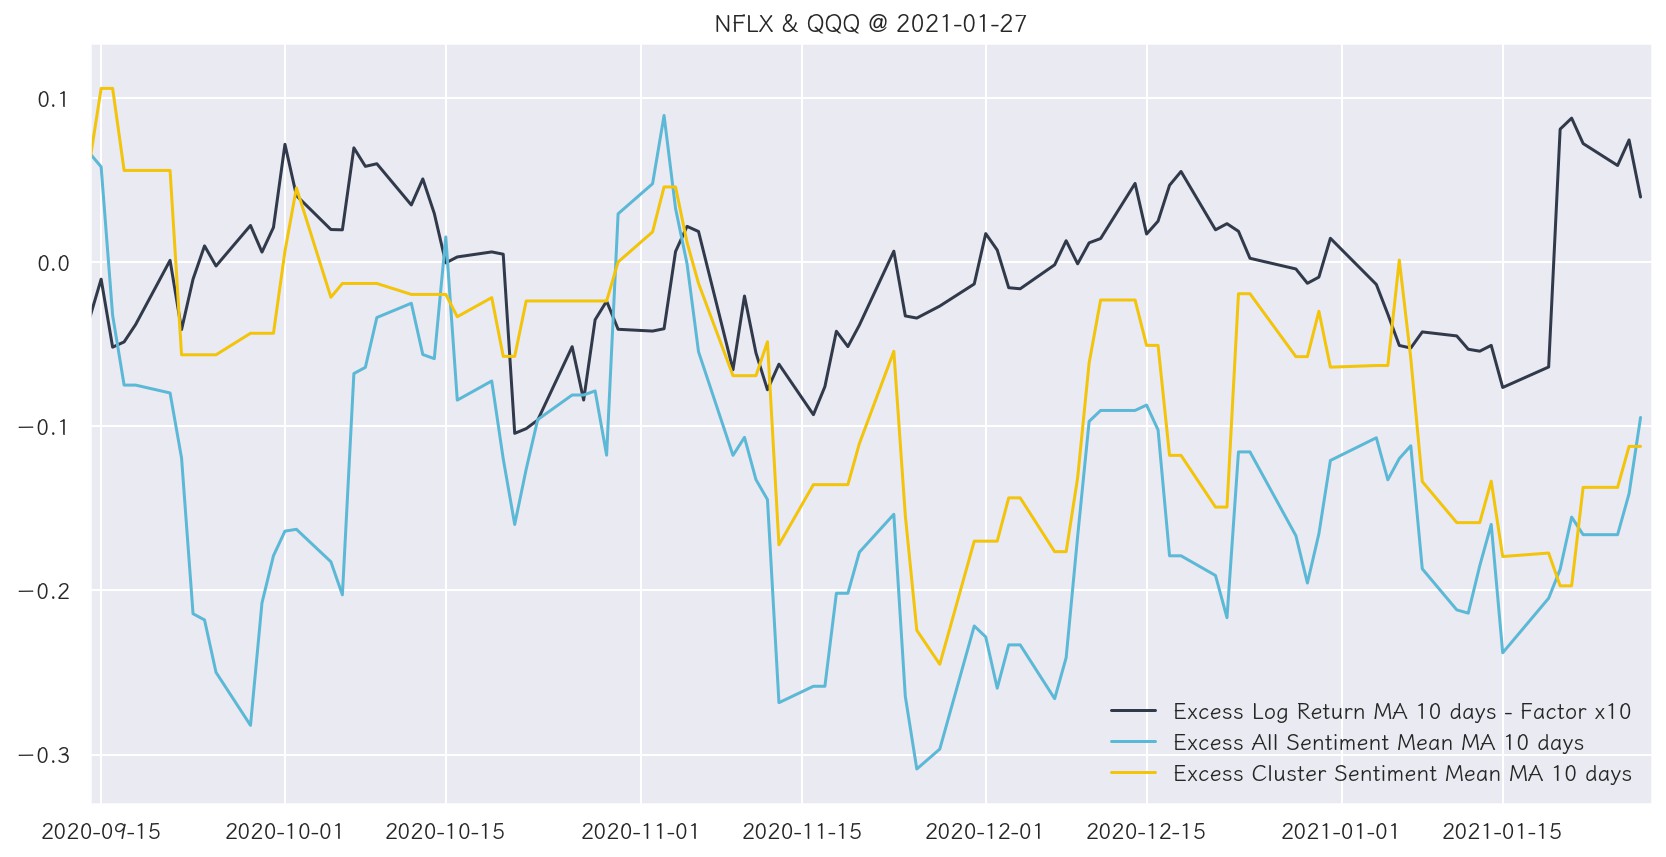 NFLX & QQQ @ 2021-01-27
0.1
0.0
−0.1
−0.2
−0.3
Excess Log Return MA 10 days - Factor x10
Excess All Sentiment Mean MA 10 days
Excess Cluster Sentiment Mean MA 10 days
2020-09-15 2020-10-01 2020-10-15 2020-11-01 2020-11-15 2020-12-01 2020-12-15 2021-01-01 2021-01-15